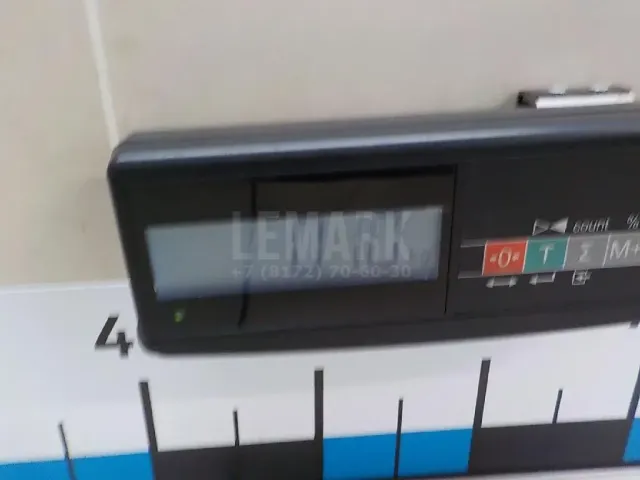 LEMARK
+7 (8172) 70-60-30
count %
→0← T Σ M+
4